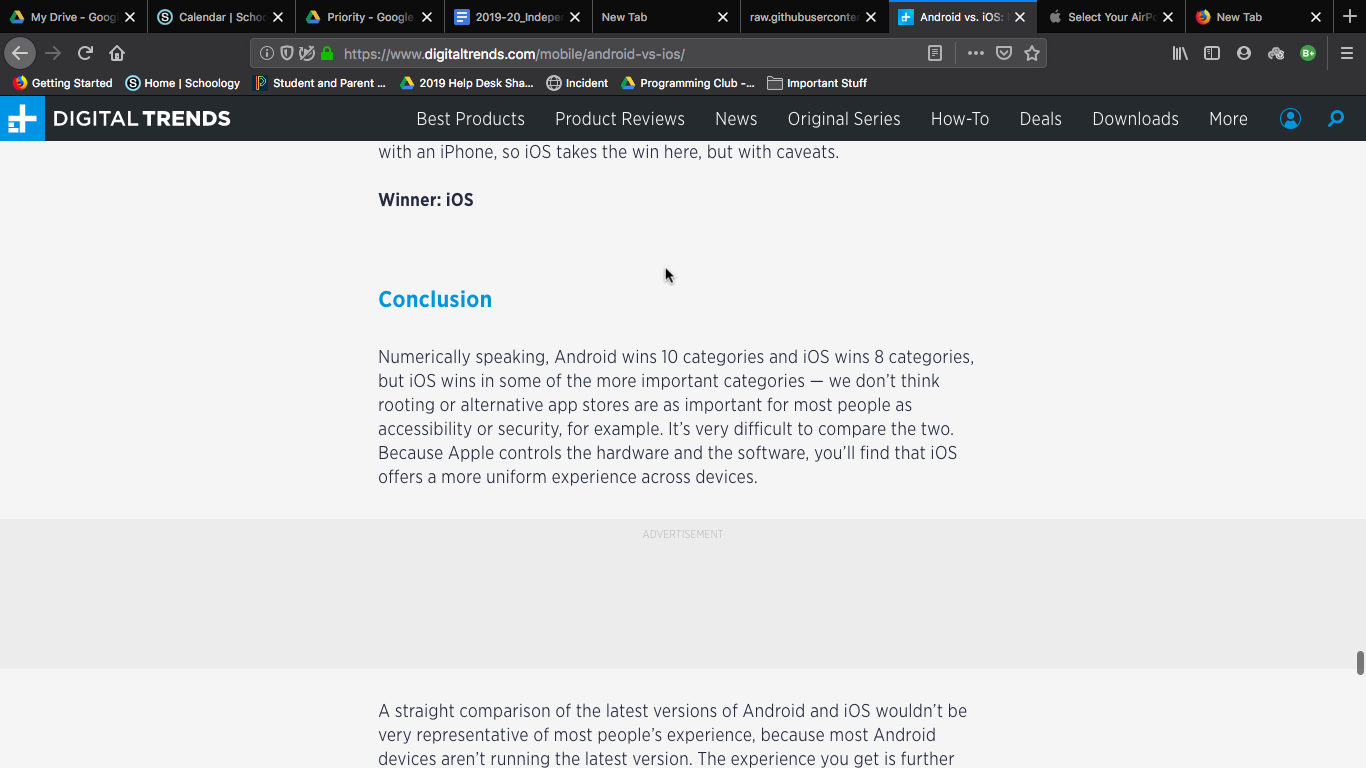 My Drive - Googl
Calendar | Schoo
Priority - Google
2019-20_Indeper
New Tab
raw.githubuserconter
Android vs. iOS:
Select Your AirPo
New Tab
https://www.digitaltrends.com/mobile/android-vs-ios/
B+
Getting Started
Home | Schoology
Student and Parent ...
2019 Help Desk Sha...
Incident
Programming Club -...
Important Stuff
DIGITAL TRENDS
Best Products
Product Reviews
News
Original Series
How-To
Deals
Downloads
More
with an iPhone, so iOS takes the win here, but with caveats.
Winner: iOS
Conclusion
Numerically speaking, Android wins 10 categories and iOS wins 8 categories,
but iOS wins in some of the more important categories — we don’t think
rooting or alternative app stores are as important for most people as
accessibility or security, for example. It’s very difficult to compare the two.
Because Apple controls the hardware and the software, you’ll find that iOS
offers a more uniform experience across devices.
ADVERTISEMENT
A straight comparison of the latest versions of Android and iOS wouldn’t be
very representative of most people’s experience, because most Android
devices aren’t running the latest version. The experience you get is further